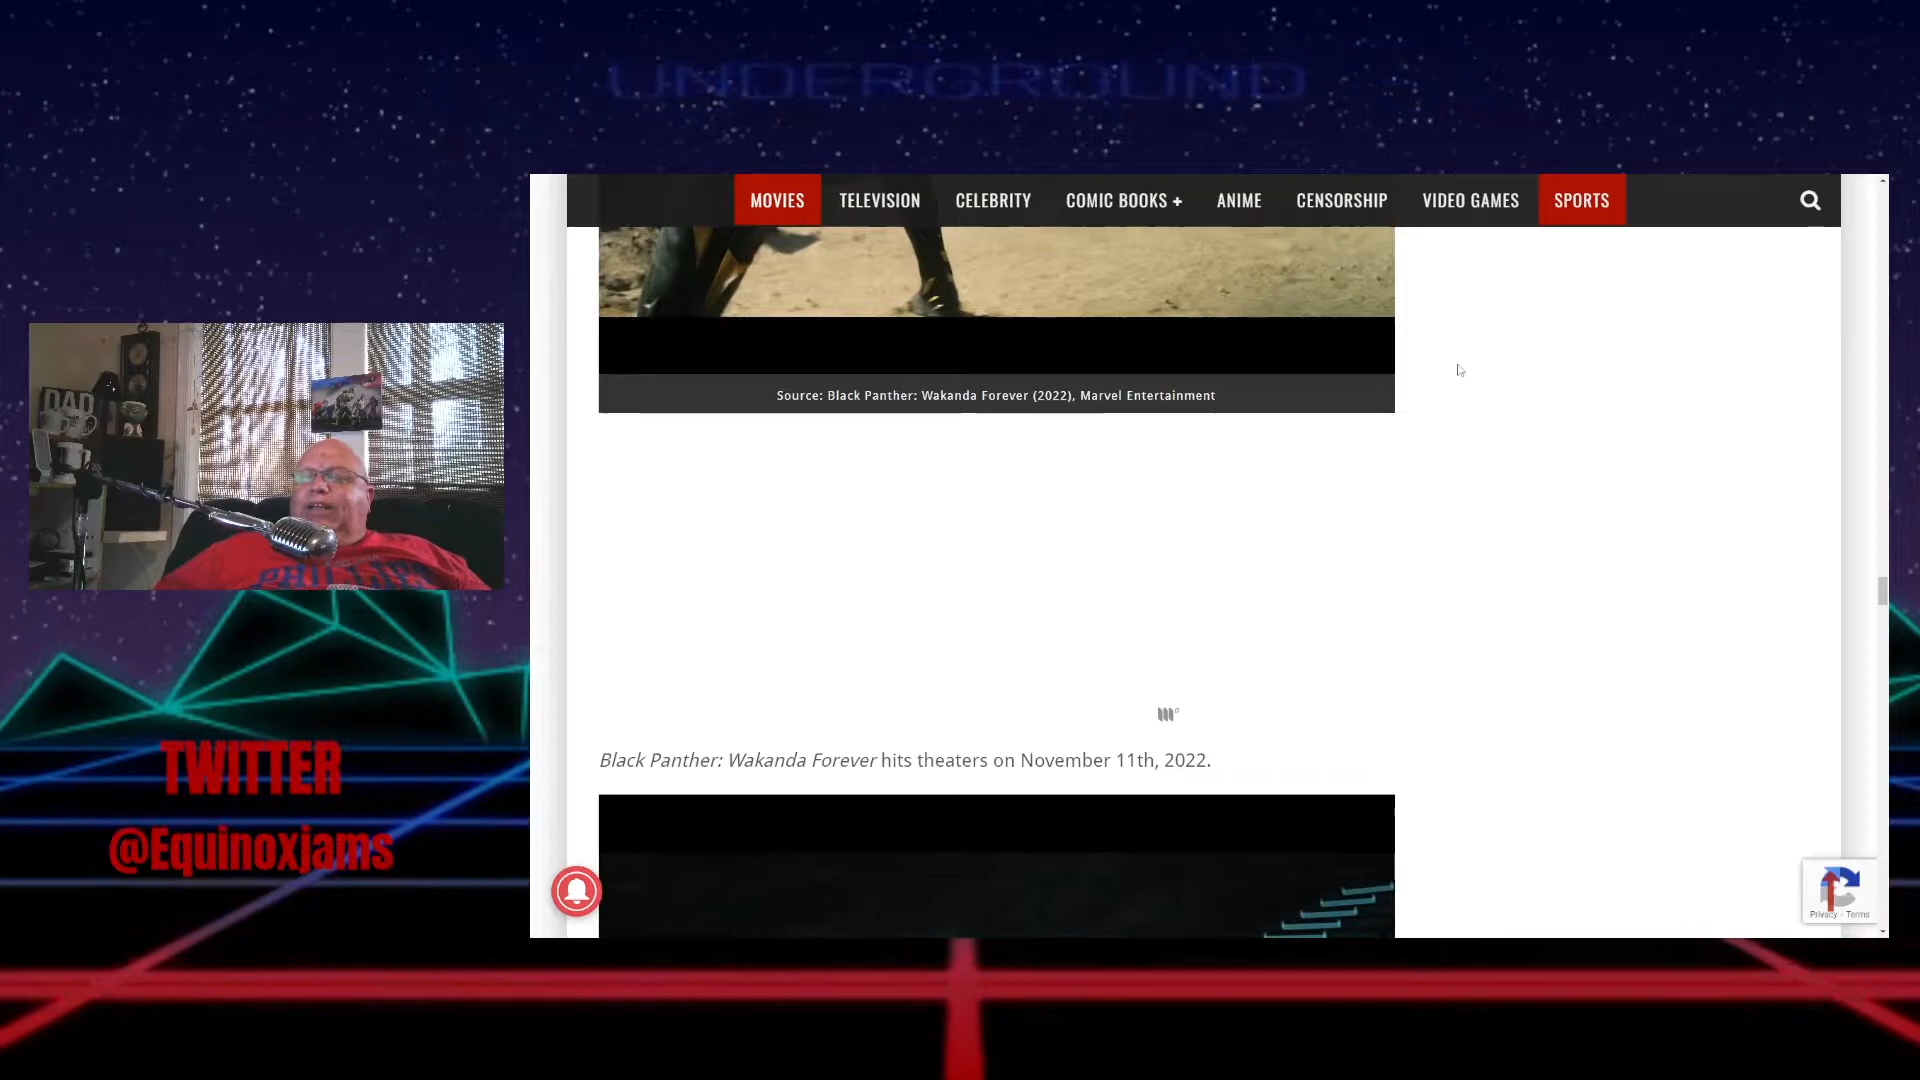 UNDERGROUND
MOVIES TELEVISION CELEBRITY COMIC BOOKS + ANIME CENSORSHIP VIDEO GAMES SPORTS
Source: Black Panther: Wakanda Forever (2022), Marvel Entertainment
DAD
PHILLIES
Black Panther: Wakanda Forever hits theaters on November 11th, 2022.
TWITTER
@Equinoxjams
Privacy - Terms